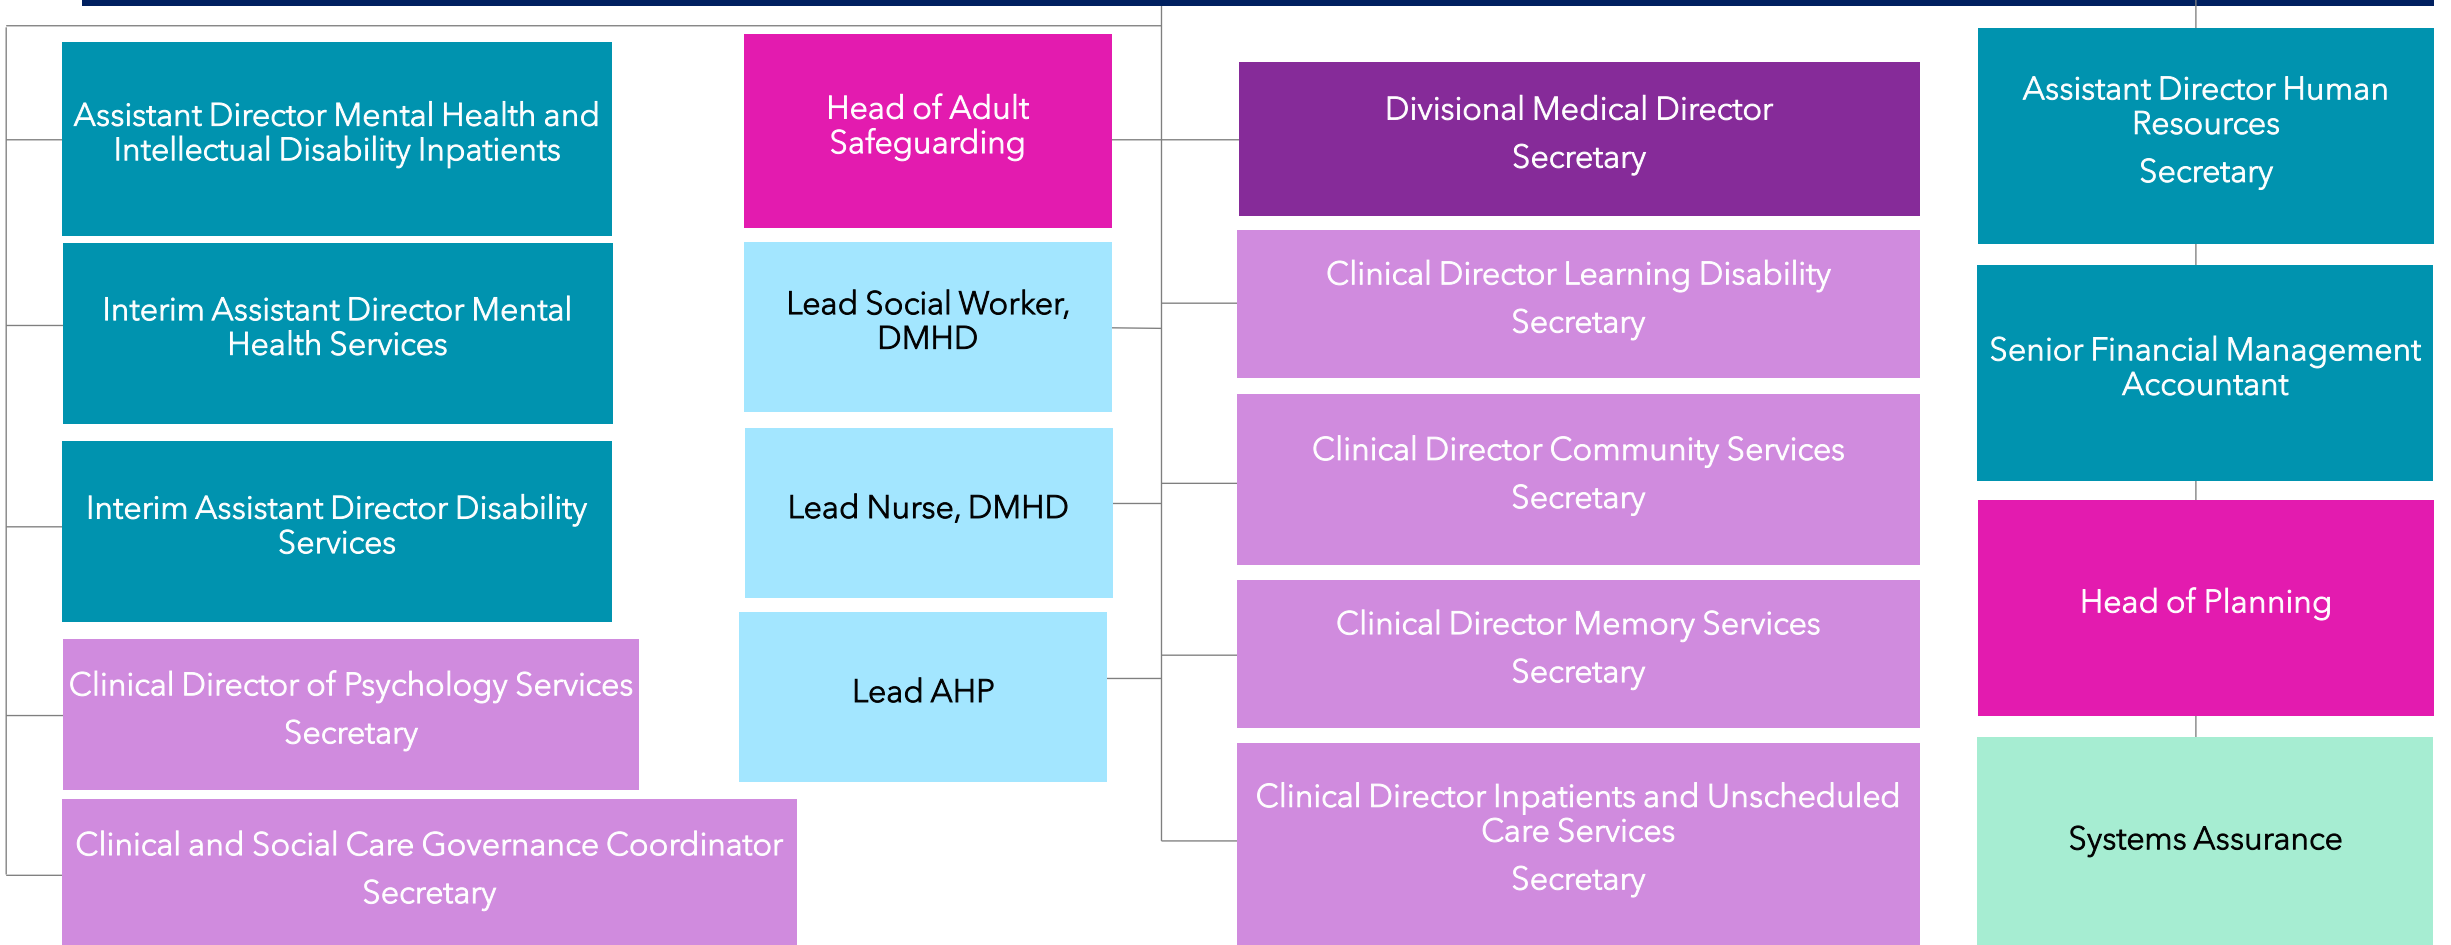 Assistant Director Mental Health and
Intellectual Disability Inpatients
Interim Assistant Director Mental
Health Services
Interim Assistant Director Disability
Services
Clinical Director of Psychology Services
Secretary
Clinical and Social Care Governance Coordinator
Secretary
Head of Adult
Safeguarding
Lead Social Worker,
DMHD
Lead Nurse, DMHD
Lead AHP
Divisional Medical Director
Secretary
Clinical Director Learning Disability
Secretary
Clinical Director Community Services
Secretary
Clinical Director Memory Services
Secretary
Clinical Director Inpatients and Unscheduled
Care Services
Secretary
Assistant Director Human
Resources
Secretary
Senior Financial Management
Accountant
Head of Planning
Systems Assurance